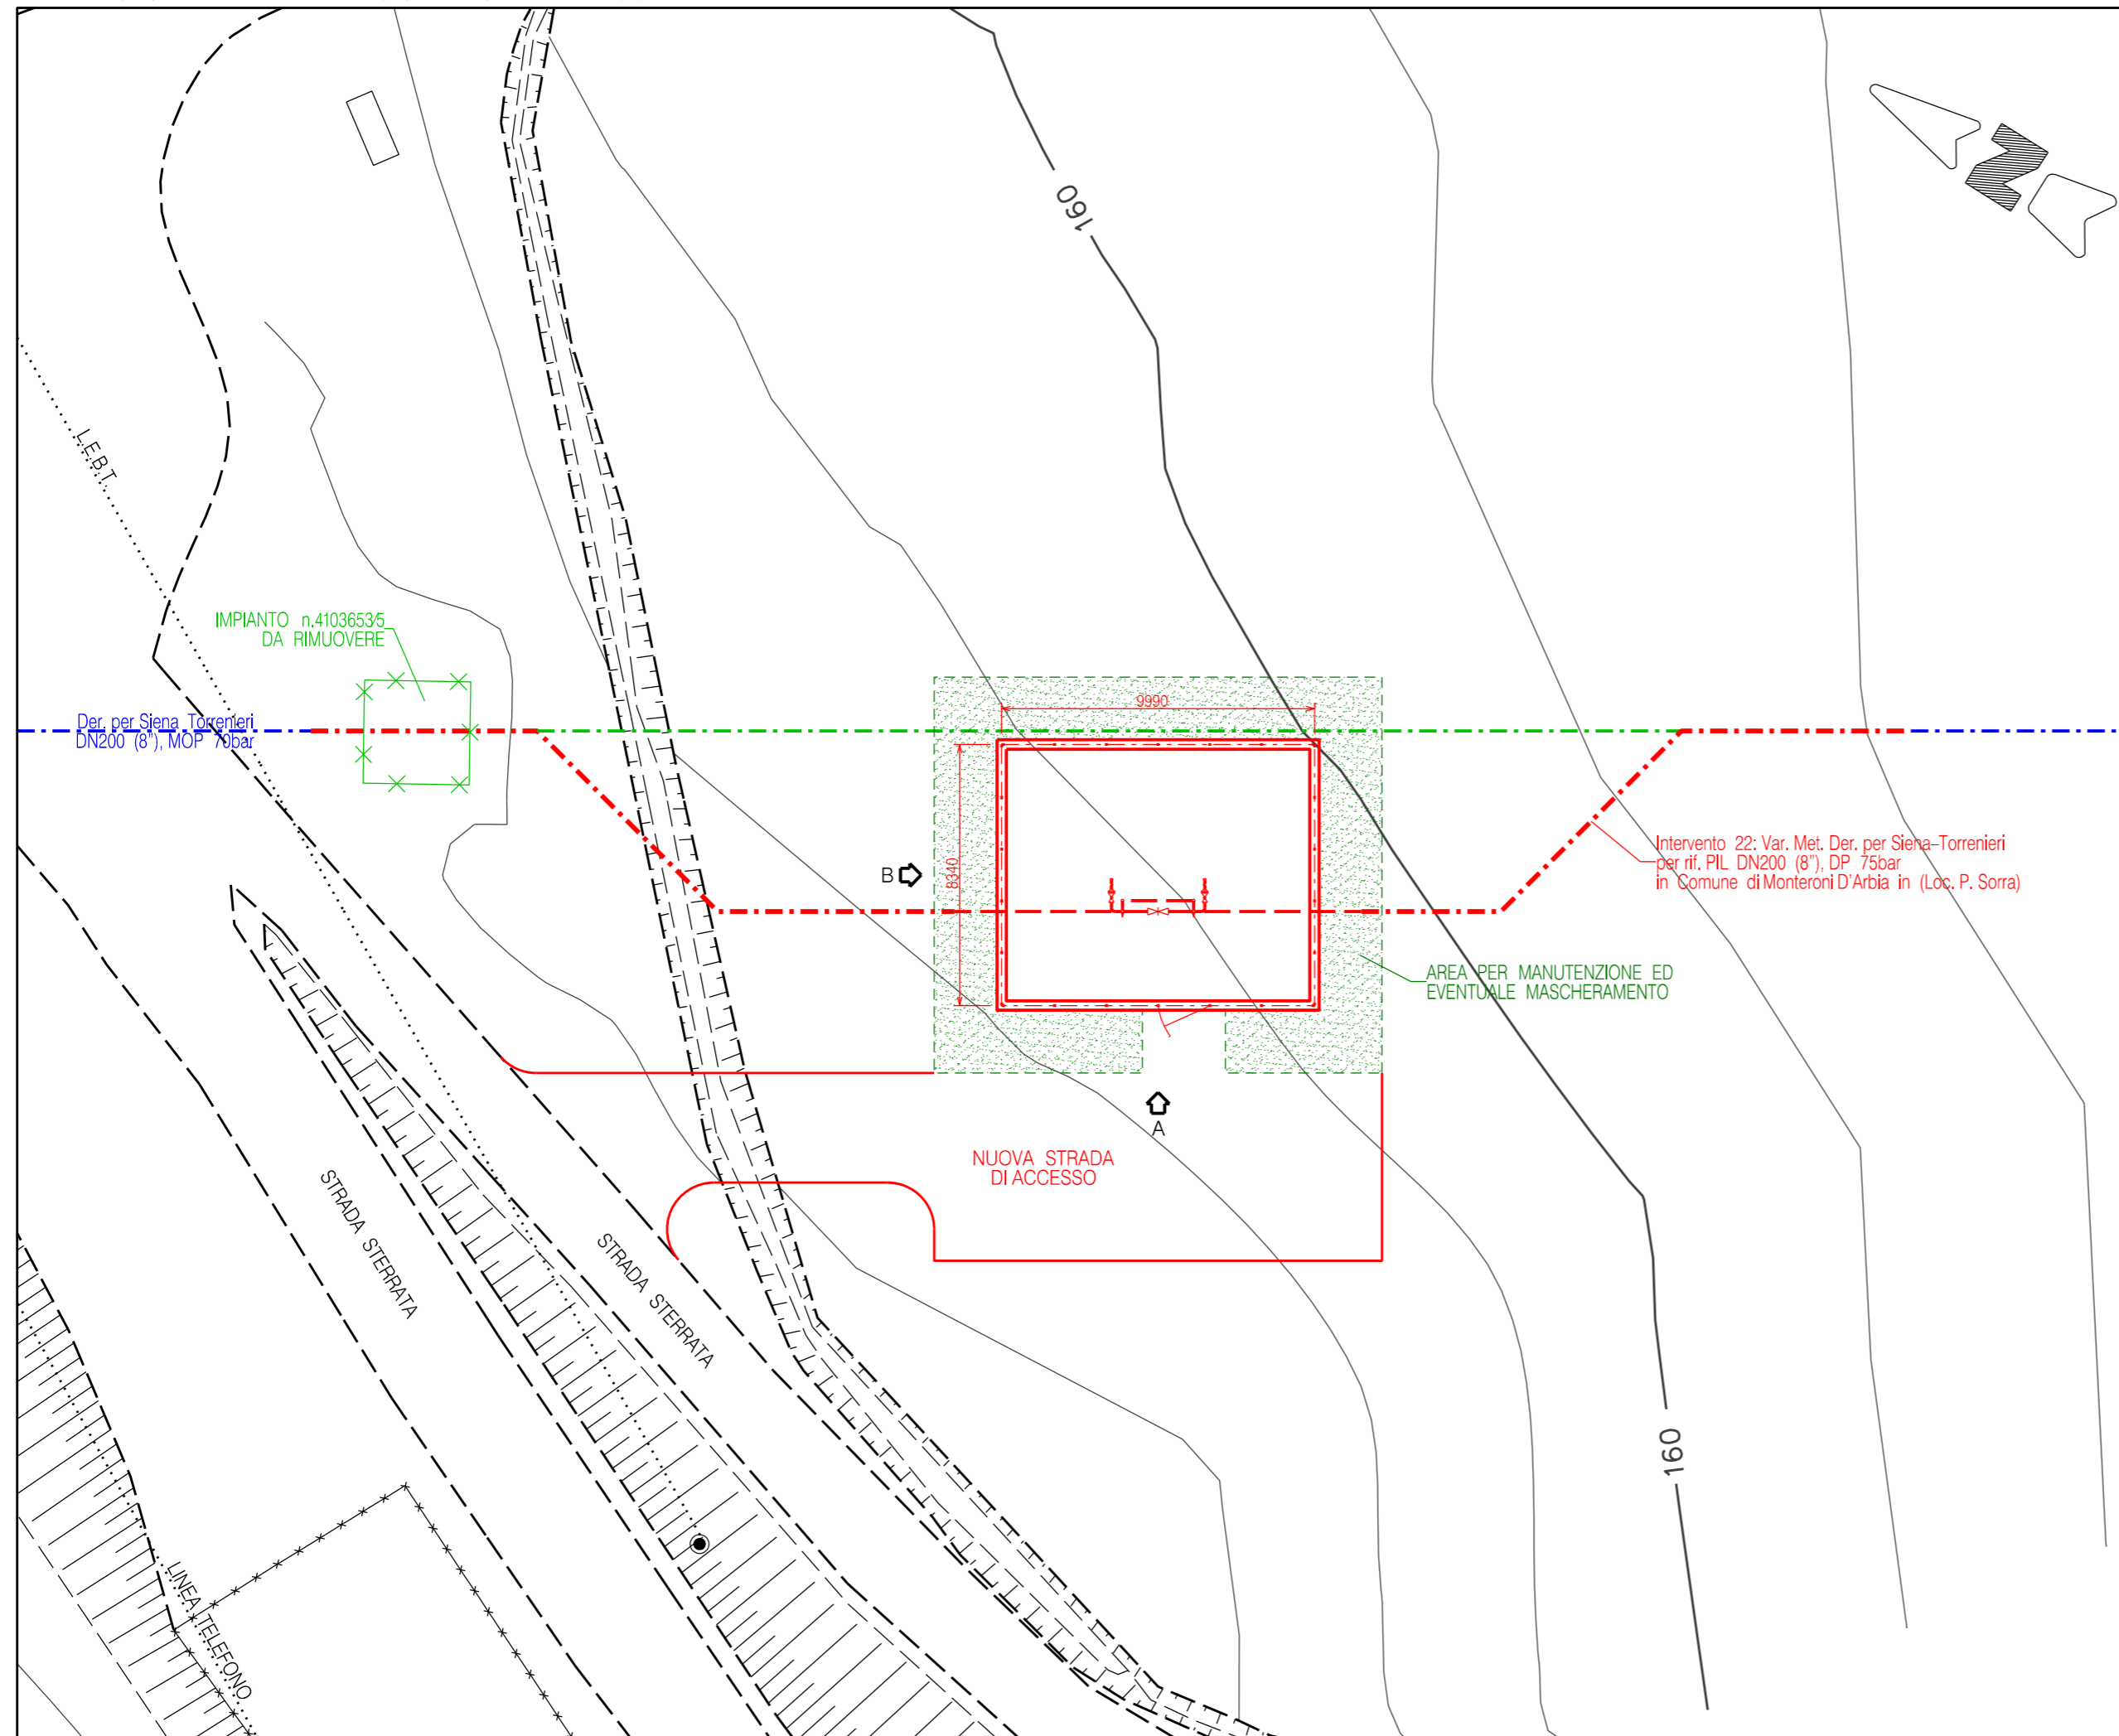 160
L.E.B.T.
IMPIANTO n.41036535
DA RIMUOVERE
Der. per Siena Torrenieri
DN200 (8"), MOP 70bar
9990
8340
B
Intervento 22: Var. Met. Der. per Siena-Torrenieri
per rif. PIL DN200 (8"), DP 75bar
in Comune di Monteroni D'Arbia in (Loc. P. Sorra)
AREA PER MANUTENZIONE ED
EVENTUALE MASCHERAMENTO
A
NUOVA STRADA
DI ACCESSO
STRADA STERRATA
STRADA STERRATA
160
LINEA TELEFONO
N